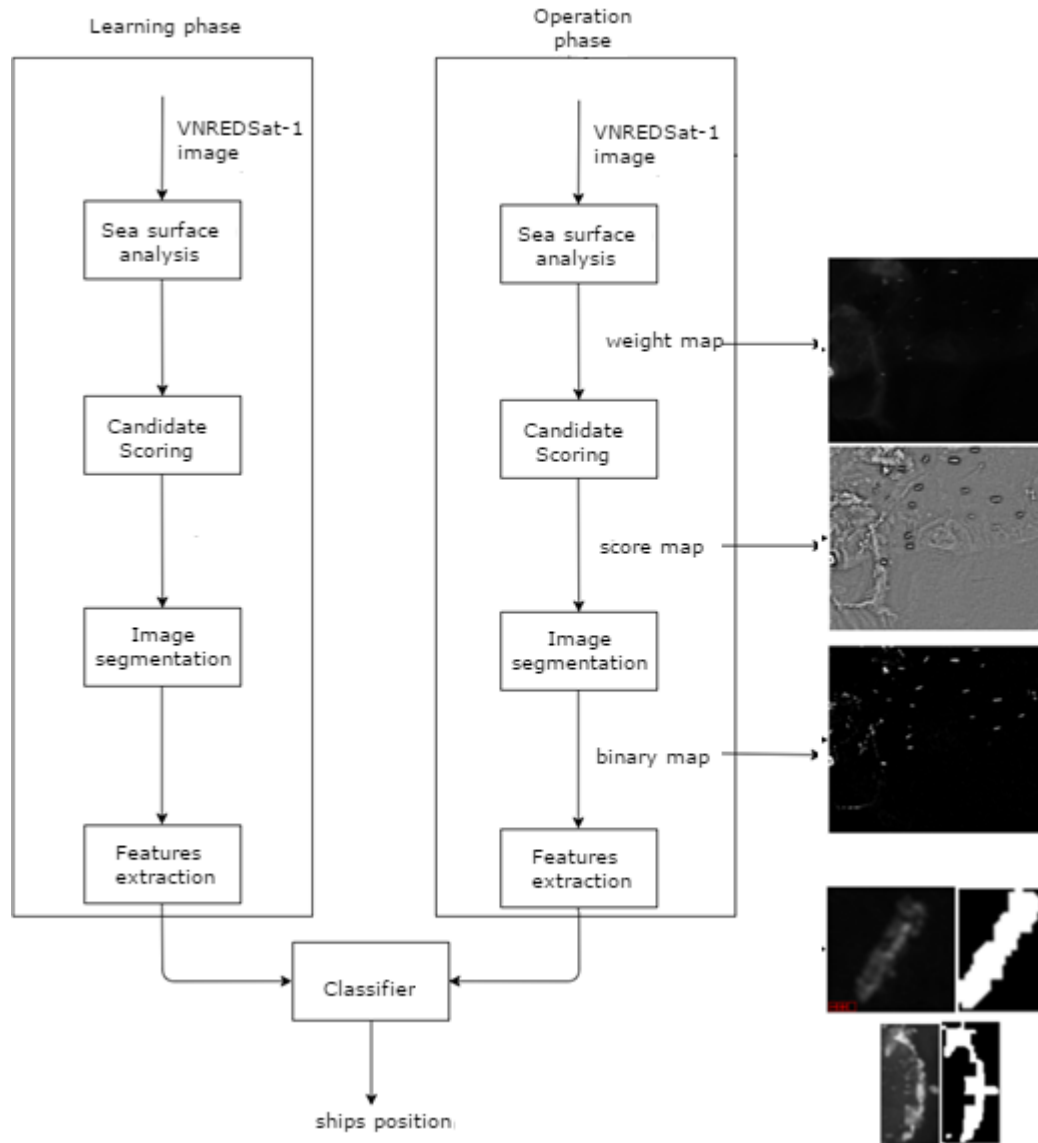 Learning phase
Operation
phase
VNREDSat-1
image
Sea surface
analysis
Candidate
Scoring
Image
segmentation
Features
extraction
VNREDSat-1
image
Sea surface
analysis
weight map
Candidate
Scoring
score map
Image
segmentation
binary map
Features
extraction
Classifier
ships position